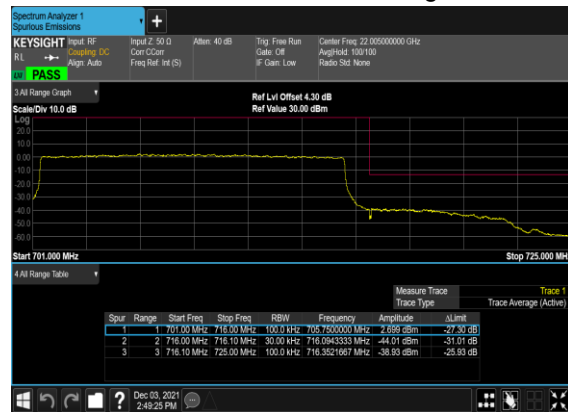 Spectrum Analyzer 1
Spurious Emissions
+
KEYSIGHT Input: RF Input Z: 50 Ω Atten: 40 dB Trig: Free Run Center Freq: 22.005000000 GHz
RL Coupling: DC Corr CCorr Gate: Off Avg|Hold: 100/100
Align: Auto Freq Ref: Int (S) IF Gain: Low Radio Std: None
PASS
3 All Range Graph
Scale/Div 10.0 dB Ref Lvl Offset 4.30 dB
Ref Value 30.00 dBm
Log
20.0
10.0
0.00
-10.0
-20.0
-30.0
-40.0
-50.0
-60.0
Start 701.000 MHz Stop 725.000 MH
4 All Range Table
Measure Trace Trace 1
Trace Type Trace Average (Active)
Spur Range Start Freq Stop Freq RBW Frequency Amplitude ΔLimit
1 1 701.00 MHz 716.00 MHz 100.0 kHz 705.7500000 MHz 2.699 dBm -27.30 dB
2 2 716.00 MHz 716.10 MHz 30.00 kHz 716.0943333 MHz -44.01 dBm -31.01 dB
3 3 716.10 MHz 725.00 MHz 100.0 kHz 716.3521667 MHz -38.93 dBm -25.93 dB
? Dec 03, 2021
2:49:25 PM